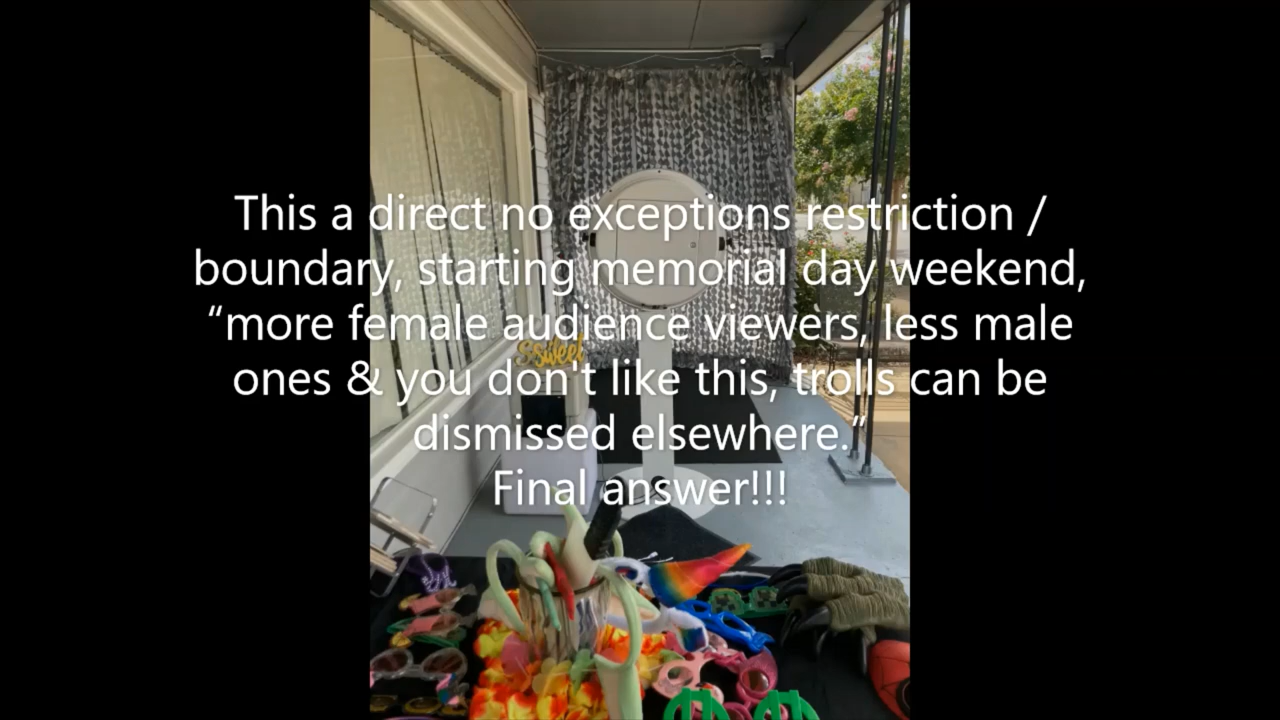 This a direct no exceptions restriction /
boundary, starting memorial day weekend,
“more female audience viewers, less male
ones & you don't like this, trolls can be
dismissed elsewhere.”
Final answer!!!
Sweet